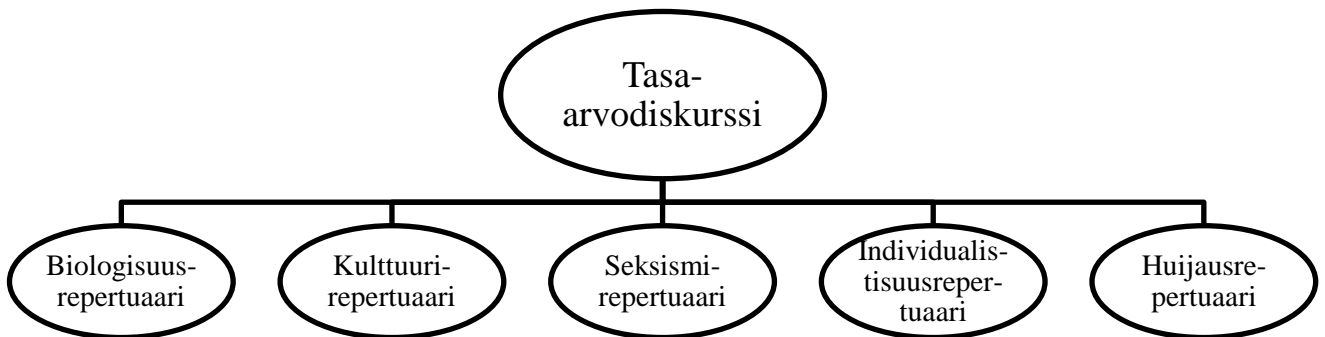 Tasa-
arvodiskurssi
Biologisuus-
repertuaari
Kulttuuri-
repertuaari
Seksismi-
repertuaari
Individualis-
tisuusreper-
tuaari
Huijausre-
pertuaari